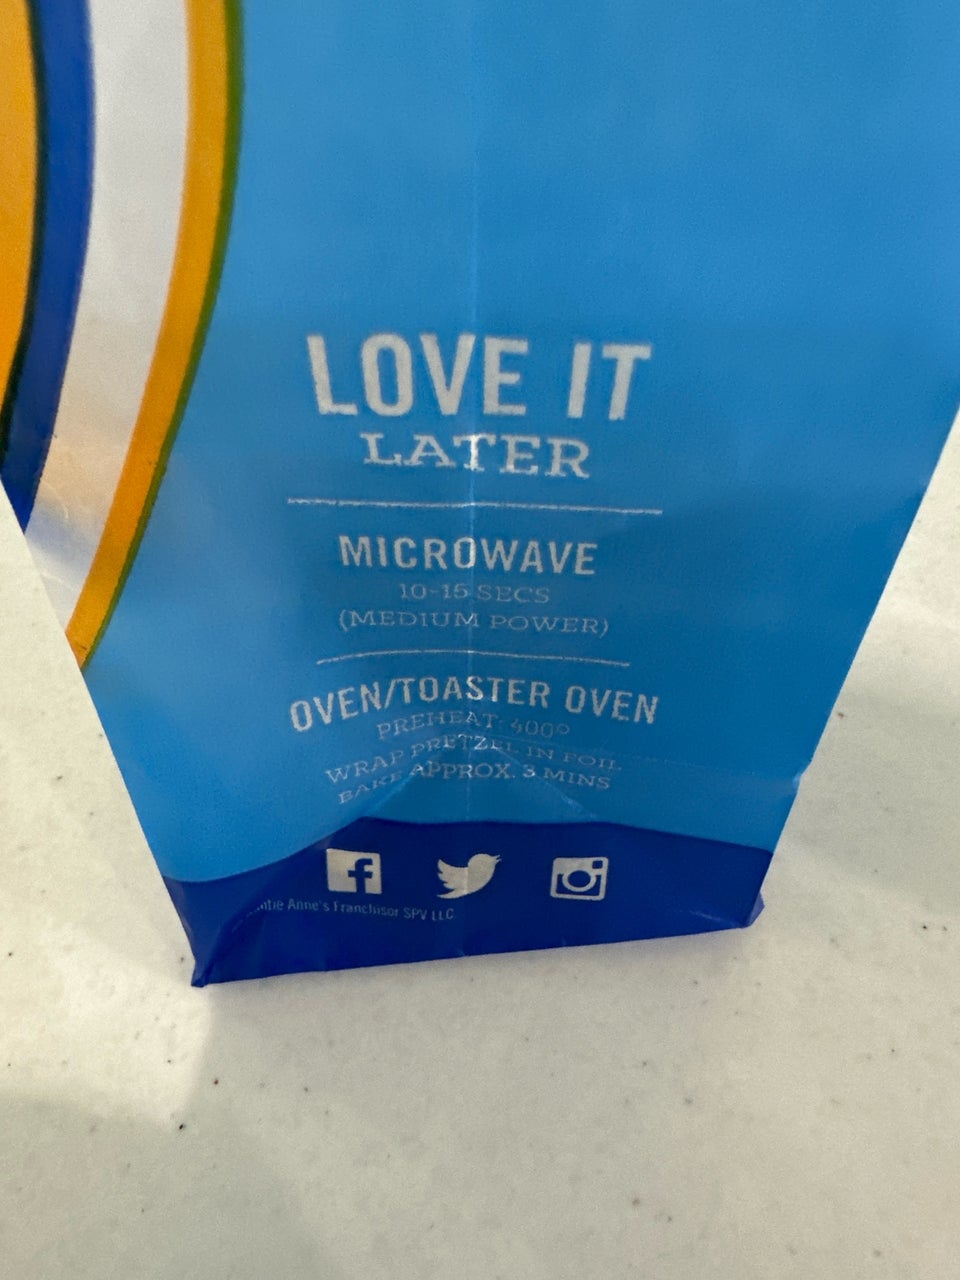 LOVE IT
LATER
MICROWAVE
10-15 SECS
(MEDIUM POWER)
OVEN/TOASTER OVEN
PREHEAT: 400°
WRAP PRETZEL IN FOIL
BAKE APPROX. 3 MINS
Anne's Franchisor SPV LLC